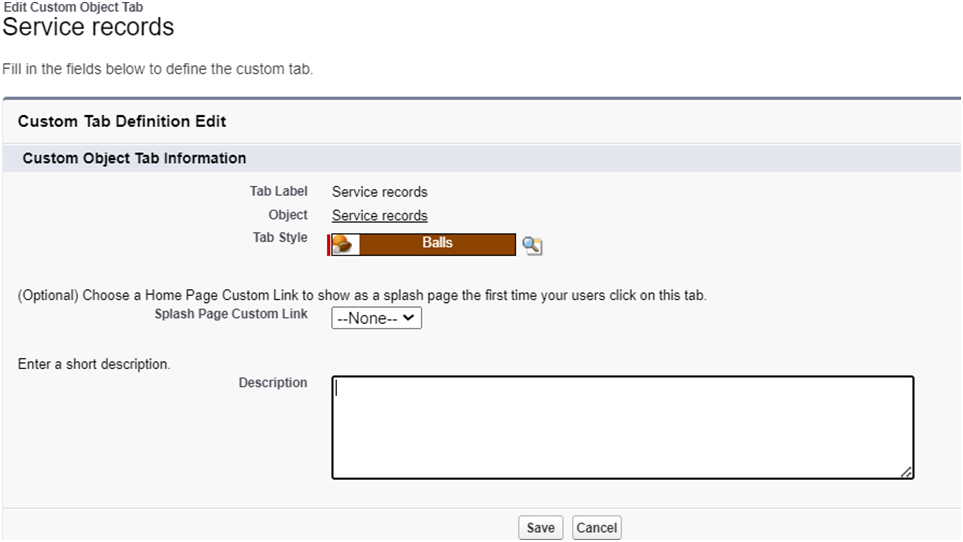 Edit Custom Object Tab
Service records
Fill in the fields below to define the custom tab.
Custom Tab Definition Edit
Custom Object Tab Information
Tab Label Service records
Object Service records
Tab Style Balls
(Optional) Choose a Home Page Custom Link to show as a splash page the first time your users click on this tab.
Splash Page Custom Link --None--
Enter a short description.
Description
Save Cancel